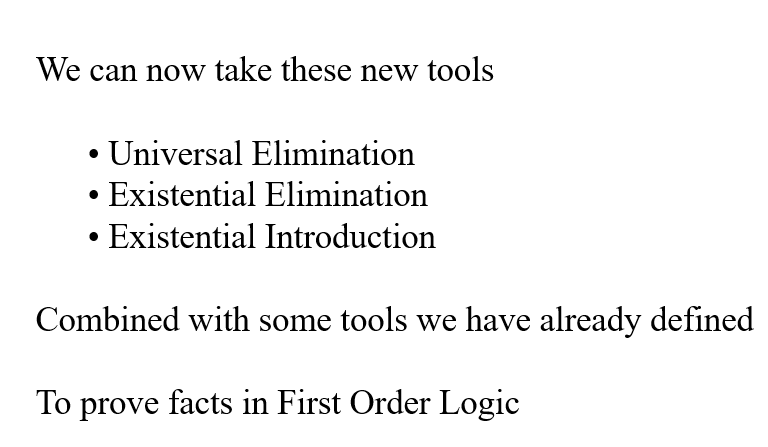 We can now take these new tools
• Universal Elimination
• Existential Elimination
• Existential Introduction
Combined with some tools we have already defined
To prove facts in First Order Logic